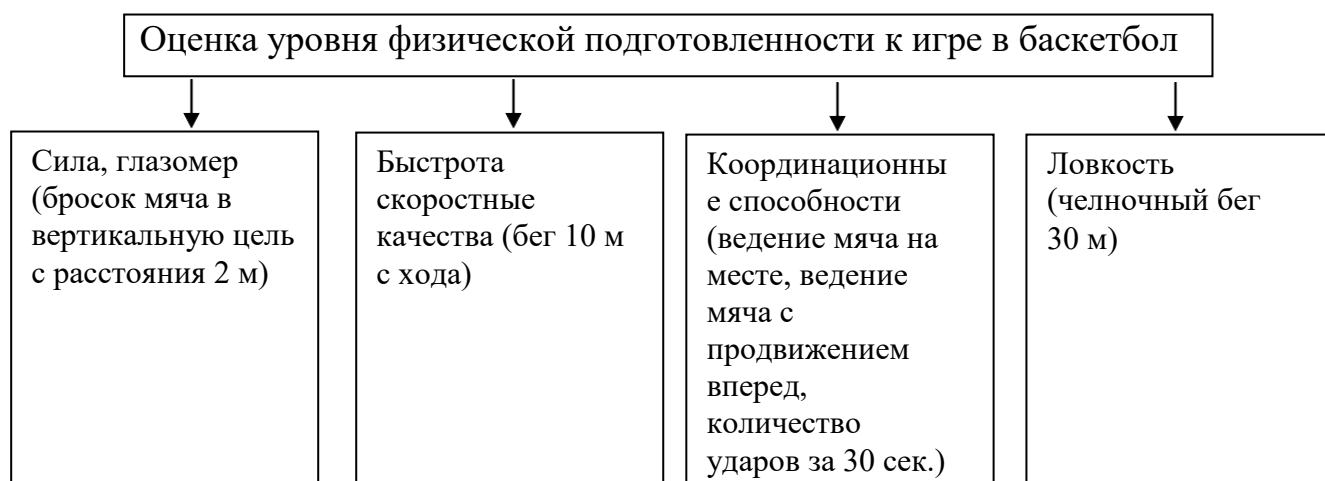 Оценка уровня физической подготовленности к игре в баскетбол
Сила, глазомер
(бросок мяча в
вертикальную цель
с расстояния 2 м)
Быстрота
скоростные
качества (бег 10 м
с хода)
Координационны
е способности
(ведение мяча на
месте, ведение
мяча с
продвижением
вперед,
количество
ударов за 30 сек.)
Ловкость
(челночный бег
30 м)